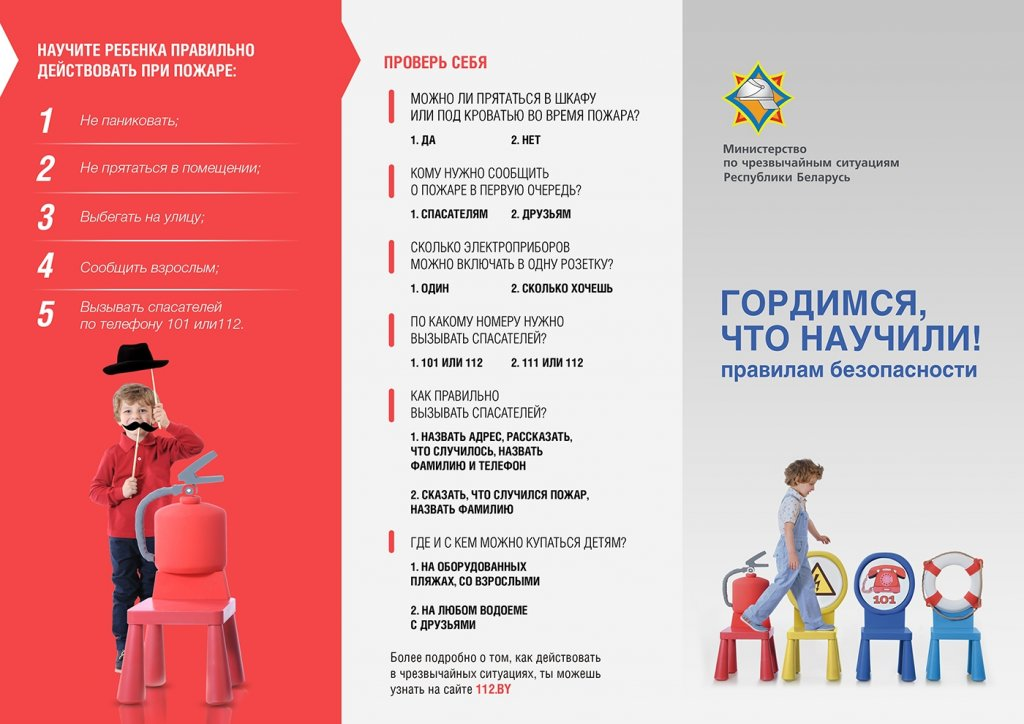 НАУЧИТЕ РЕБЕНКА ПРАВИЛЬНО
ДЕЙСТВОВАТЬ ПРИ ПОЖАРЕ:
1 Не паниковать;
2 Не прятаться в помещении;
3 Выбегать на улицу;
4 Сообщить взрослым;
5 Вызывать спасателей
по телефону 101 или112.
ПРОВЕРЬ СЕБЯ
МОЖНО ЛИ ПРЯТАТЬСЯ В ШКАФУ
ИЛИ ПОД КРОВАТЬЮ ВО ВРЕМЯ ПОЖАРА?
1. ДА 2. НЕТ
КОМУ НУЖНО СООБЩИТЬ
О ПОЖАРЕ В ПЕРВУЮ ОЧЕРЕДЬ?
1. СПАСАТЕЛЯМ 2. ДРУЗЬЯМ
СКОЛЬКО ЭЛЕКТРОПРИБОРОВ
МОЖНО ВКЛЮЧАТЬ В ОДНУ РОЗЕТКУ?
1. ОДИН 2. СКОЛЬКО ХОЧЕШЬ
ПО КАКОМУ НОМЕРУ НУЖНО
ВЫЗЫВАТЬ СПАСАТЕЛЕЙ?
1. 101 ИЛИ 112 2. 111 ИЛИ 112
КАК ПРАВИЛЬНО
ВЫЗЫВАТЬ СПАСАТЕЛЕЙ?
1. НАЗВАТЬ АДРЕС, РАССКАЗАТЬ,
ЧТО СЛУЧИЛОСЬ, НАЗВАТЬ
ФАМИЛИЮ И ТЕЛЕФОН
2. СКАЗАТЬ, ЧТО СЛУЧИЛСЯ ПОЖАР,
НАЗВАТЬ ФАМИЛИЮ
ГДЕ И С КЕМ МОЖНО КУПАТЬСЯ ДЕТЯМ?
1. НА ОБОРУДОВАННЫХ
ПЛЯЖАХ, СО ВЗРОСЛЫМИ
2. НА ЛЮБОМ ВОДОЕМЕ
С ДРУЗЬЯМИ
Более подробно о том, как действовать
в чрезвычайных ситуациях, ты можешь
узнать на сайте 112.BY
Министерство
по чрезвычайным ситуациям
Республики Беларусь
ГОРДИМСЯ,
ЧТО НАУЧИЛИ!
правилам безопасности
101